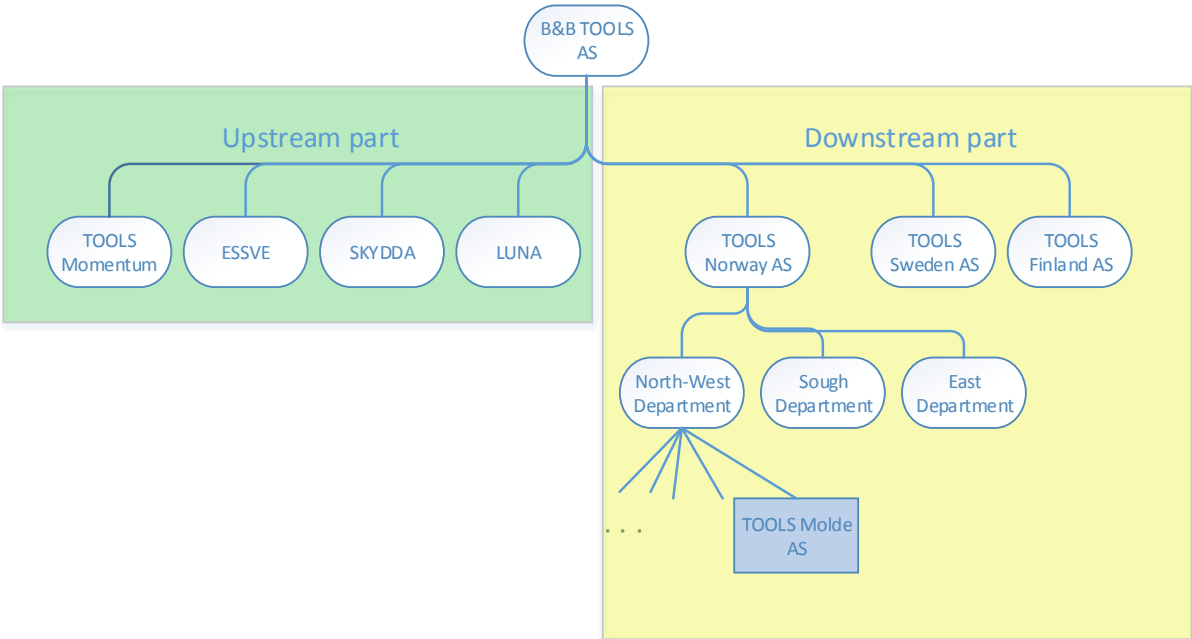 B&B TOOLS
AS
Upstream part
Downstream part
TOOLS
Momentum
ESSVE
SKYDDA
LUNA
TOOLS
Norway AS
TOOLS
Sweden AS
TOOLS
Finland AS
North-West
Department
Sough
Department
East
Department
. . .
TOOLS Molde
AS